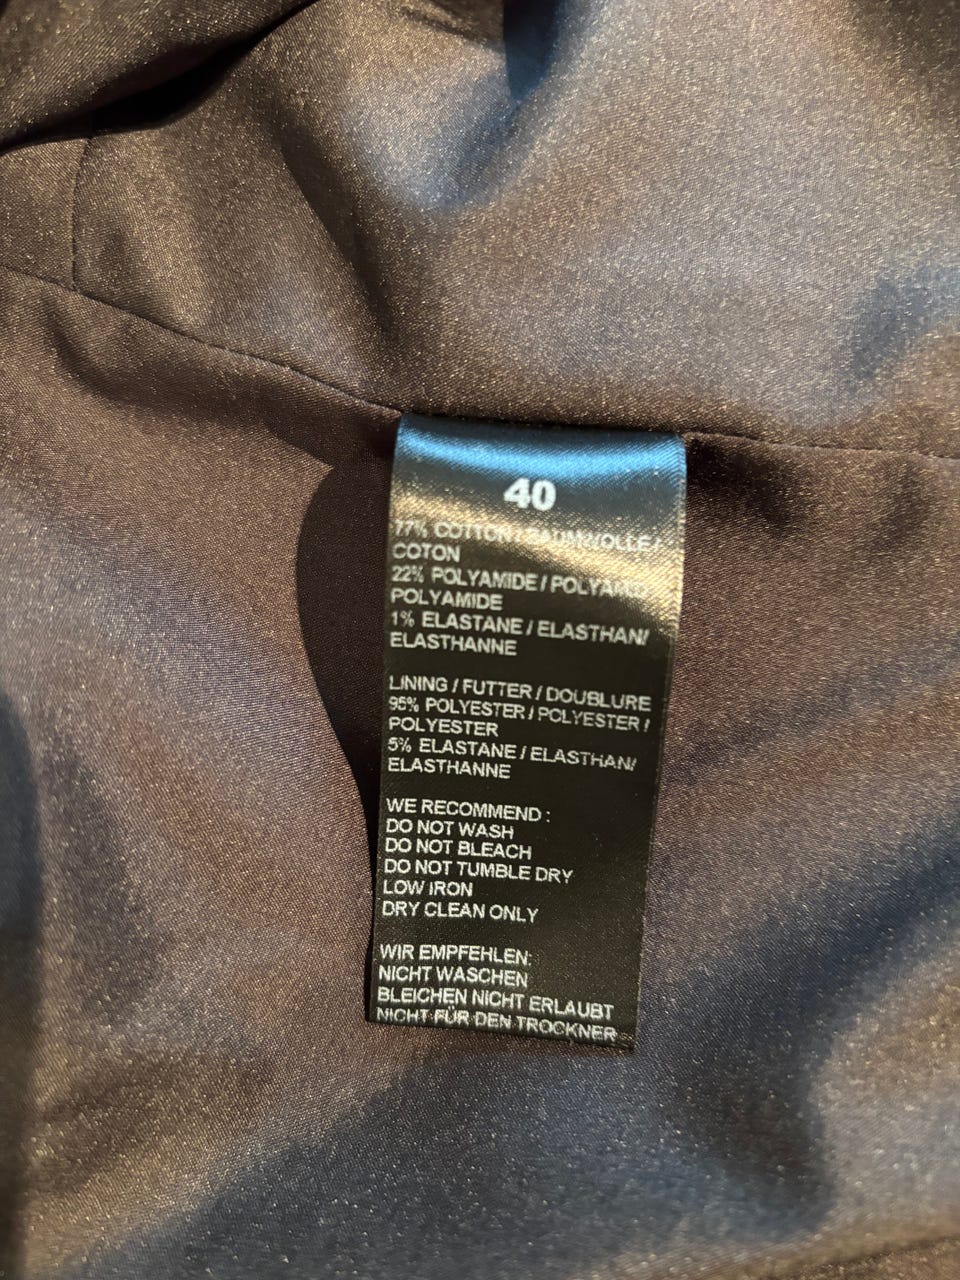 40
77% COTTON / BAUMWOLLE /
COTON
22% POLYAMIDE / POLYAMID
POLYAMIDE
1% ELASTANE / ELASTHAN/
ELASTHANNE
LINING / FUTTER / DOUBLURE
95% POLYESTER / POLYESTER /
POLYESTER
5% ELASTANE / ELASTHAN/
ELASTHANNE
WE RECOMMEND :
DO NOT WASH
DO NOT BLEACH
DO NOT TUMBLE DRY
LOW IRON
DRY CLEAN ONLY
WIR EMPFEHLEN:
NICHT WASCHEN
BLEICHEN NICHT ERLAUBT
NICHT FÜR DEN TROCKNER